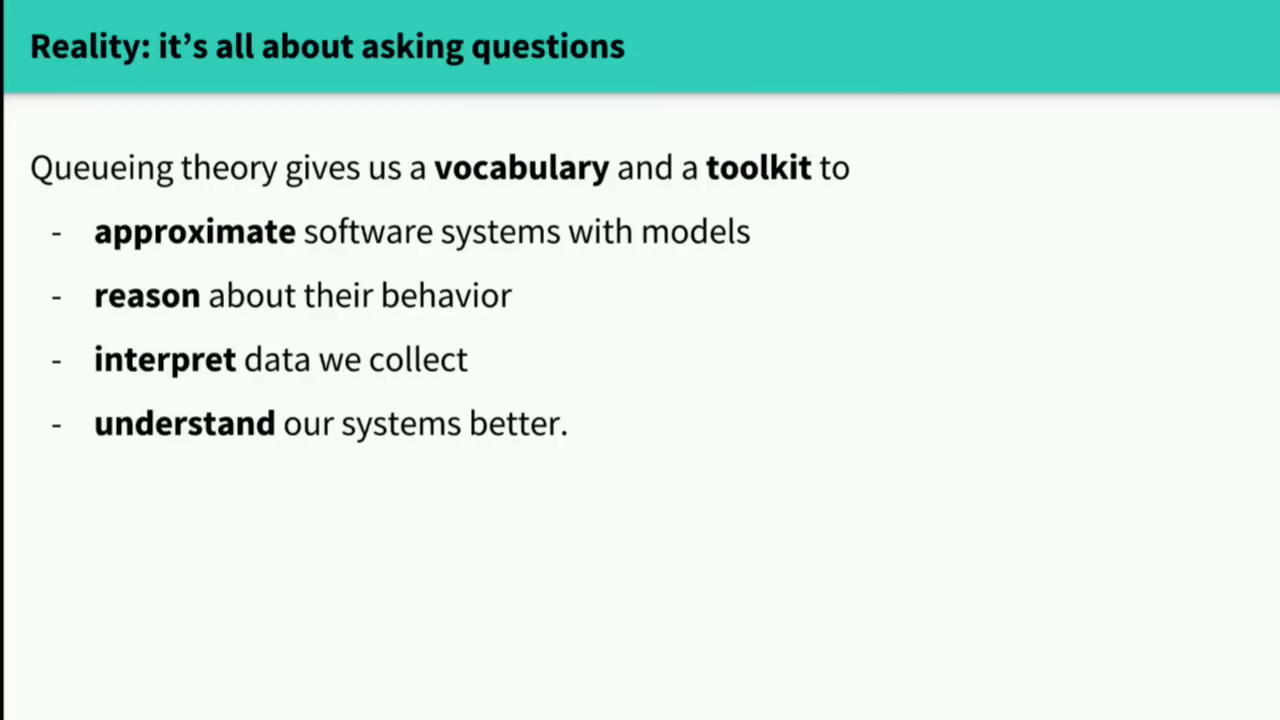 Reality: it’s all about asking questions
Queueing theory gives us a vocabulary and a toolkit to
- approximate software systems with models
- reason about their behavior
- interpret data we collect
- understand our systems better.